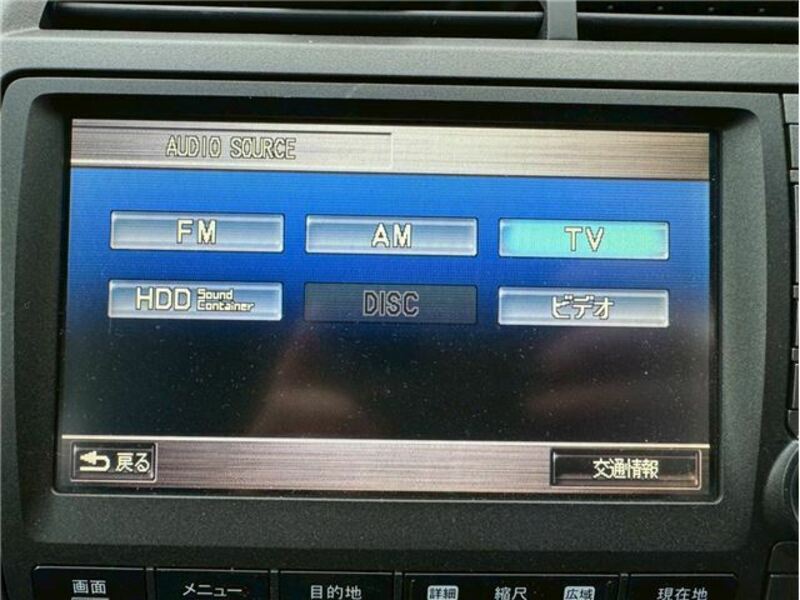 AUDIO SOURCE
FM AM TV
HDD Sound Container DISC ビデオ
戻る 交通情報
画面 メニュー 目的地 詳細 縮尺 広域 現在地